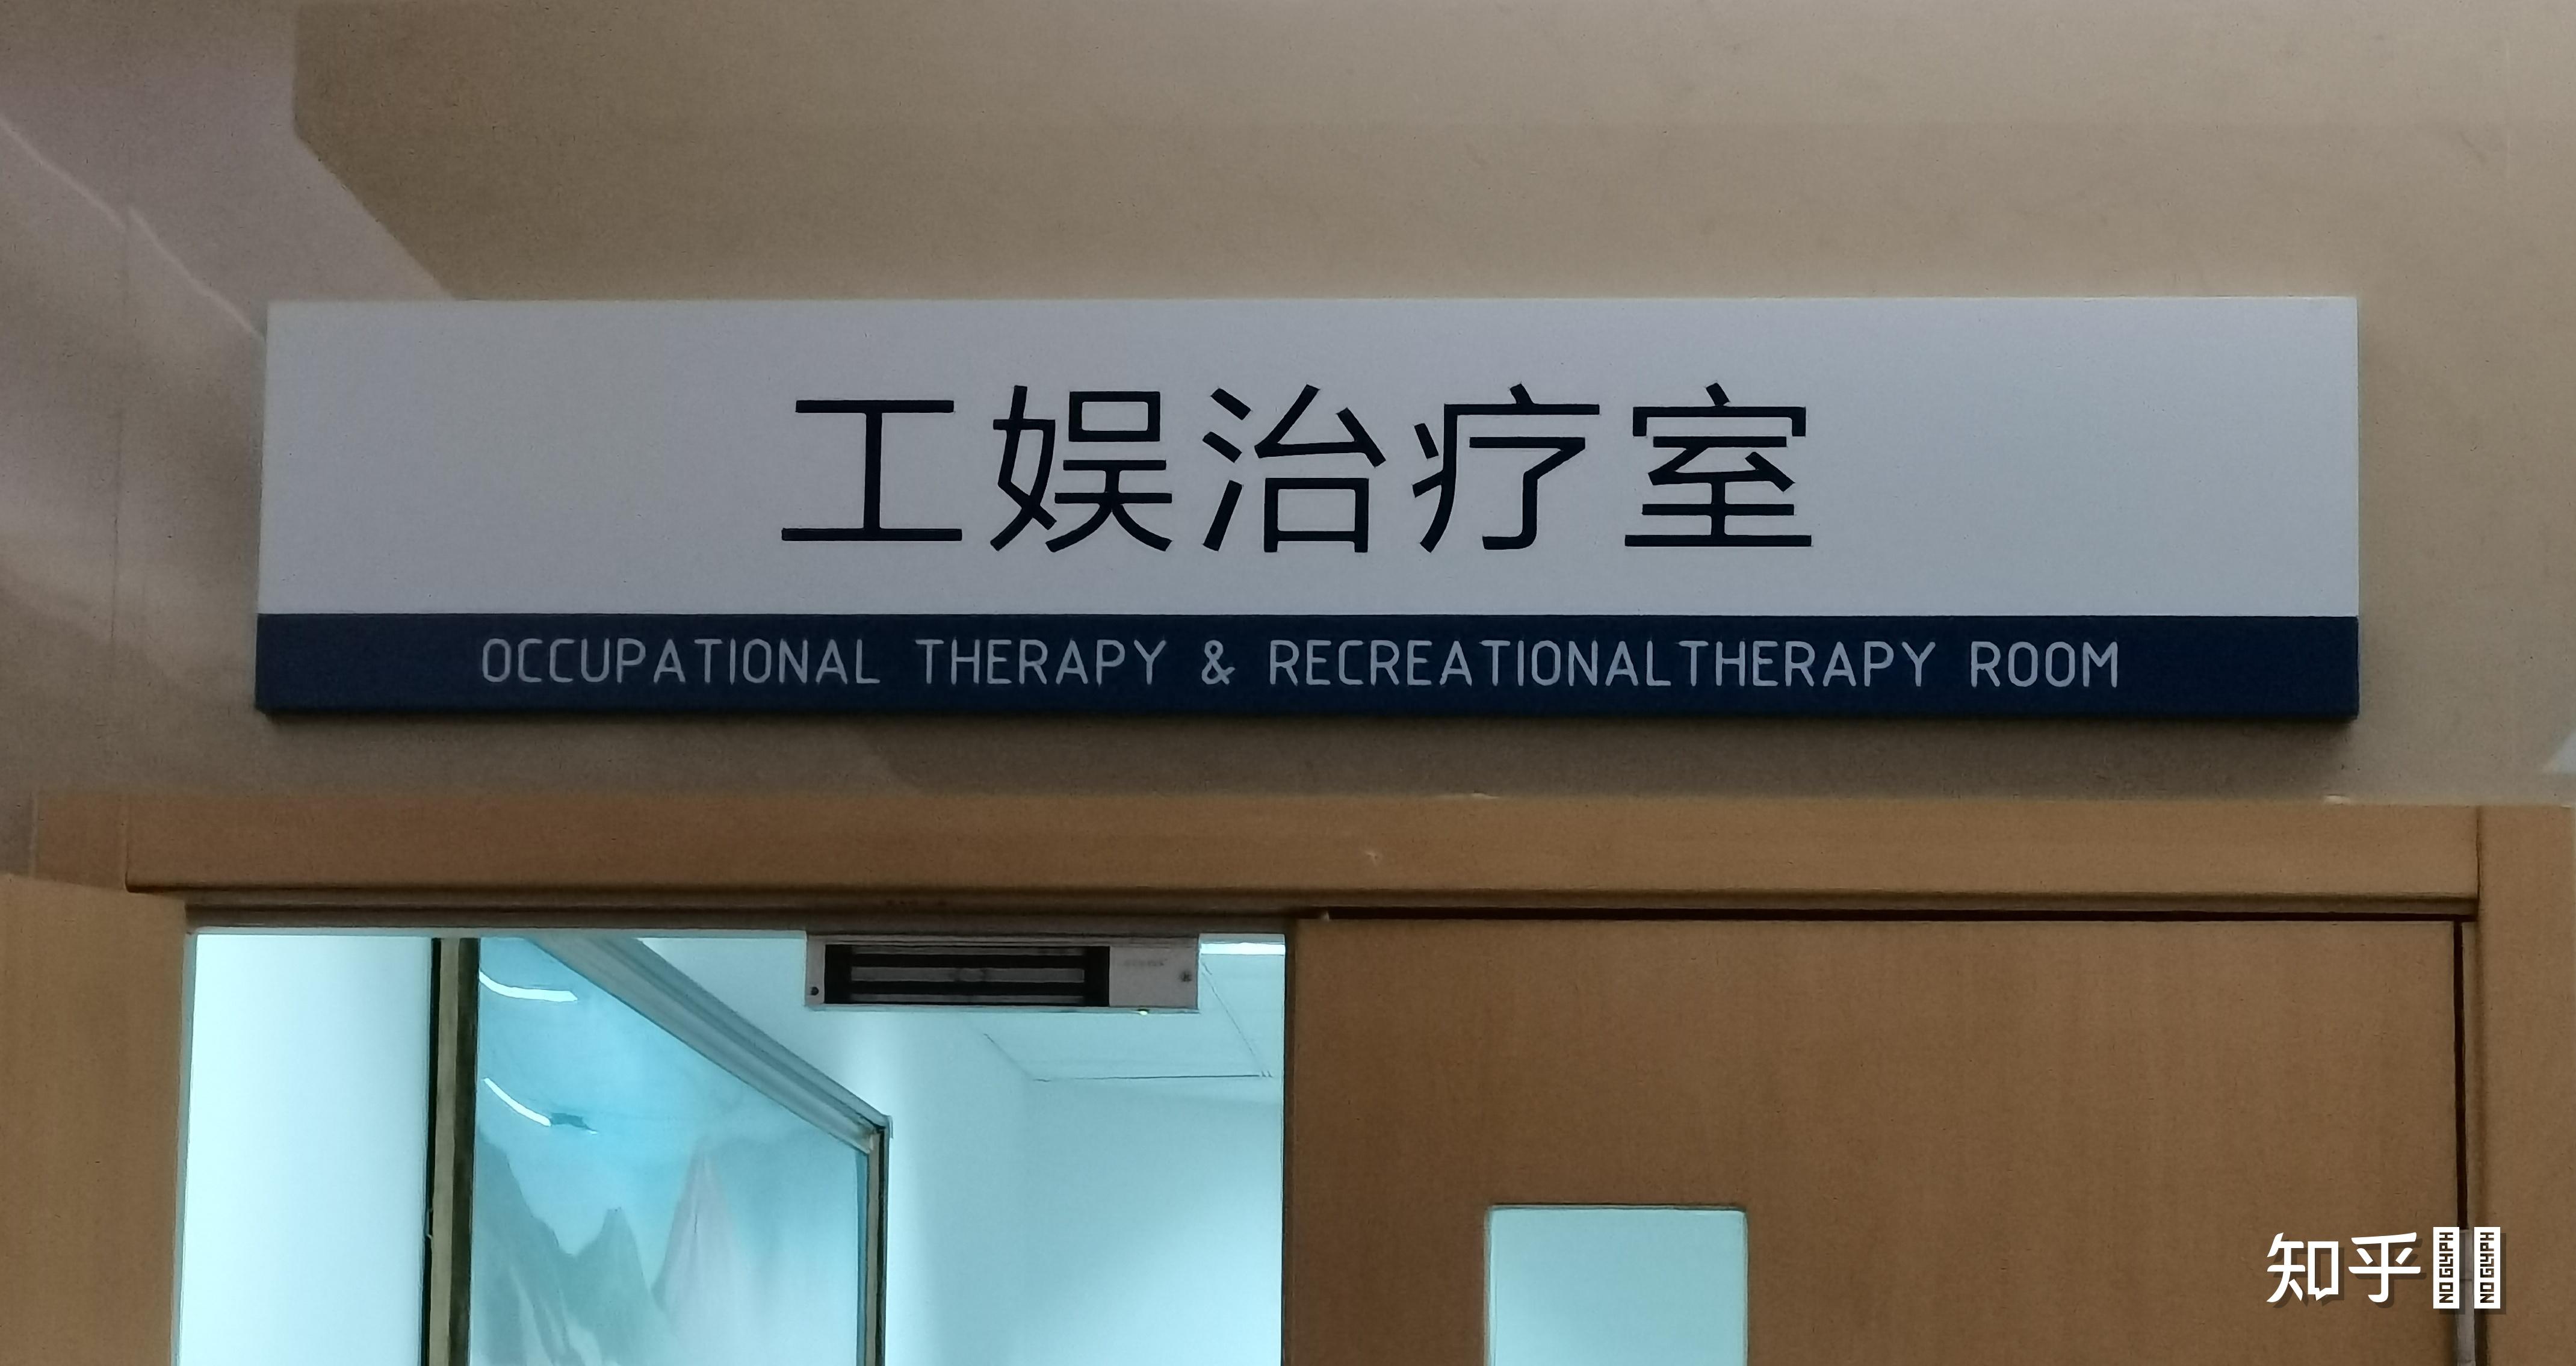 工娱治疗室
OCCUPATIONAL THERAPY & RECREATIONALTHERAPY ROOM
知乎